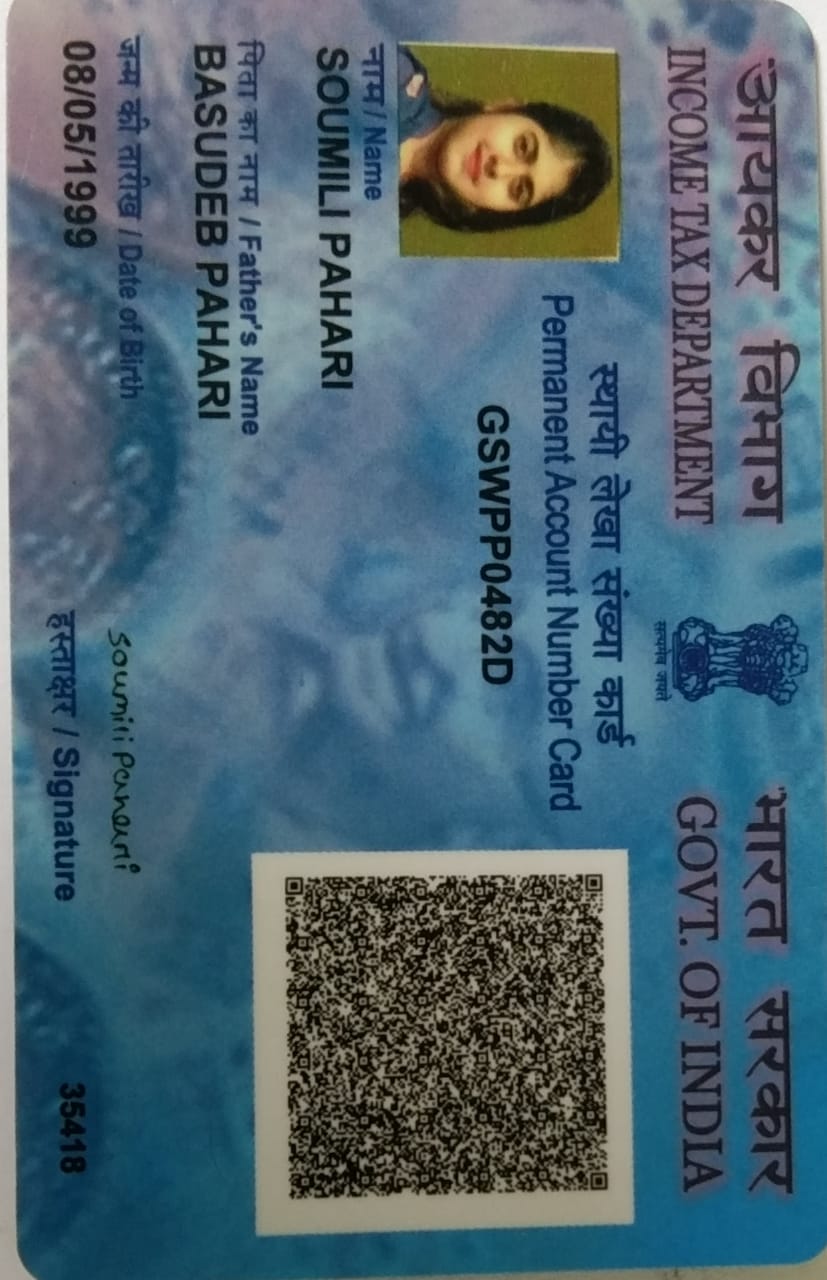 आयकर विभाग
INCOME TAX DEPARTMENT
सत्यमेव जयते
भारत सरकार
GOVT. OF INDIA
स्थायी लेखा संख्या कार्ड
Permanent Account Number Card
GSWPP0482D
नाम / Name
SOUMILI PAHARI
पिता का नाम / Father's Name
BASUDEB PAHARI
जन्म की तारीख / Date of Birth
08/05/1999
Soumili Pahari
हस्ताक्षर / Signature
35418